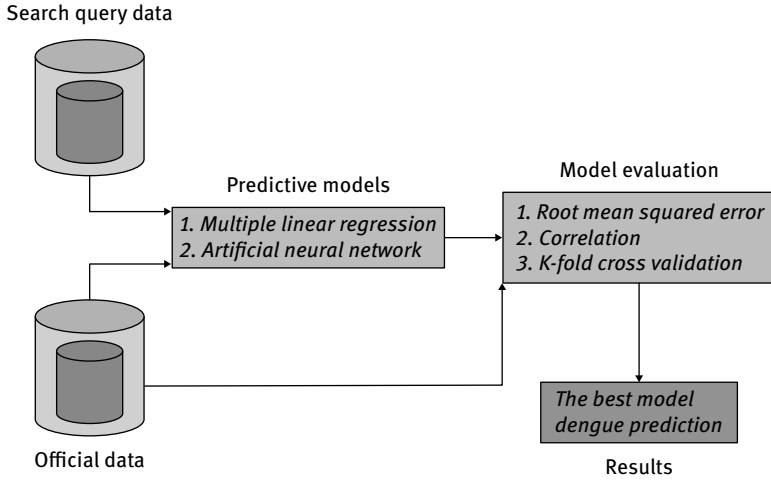 Search query data
Predictive models
1. Multiple linear regression
2. Artificial neural network
Model evaluation
1. Root mean squared error
2. Correlation
3. K-fold cross validation
Official data
The best model
dengue prediction
Results